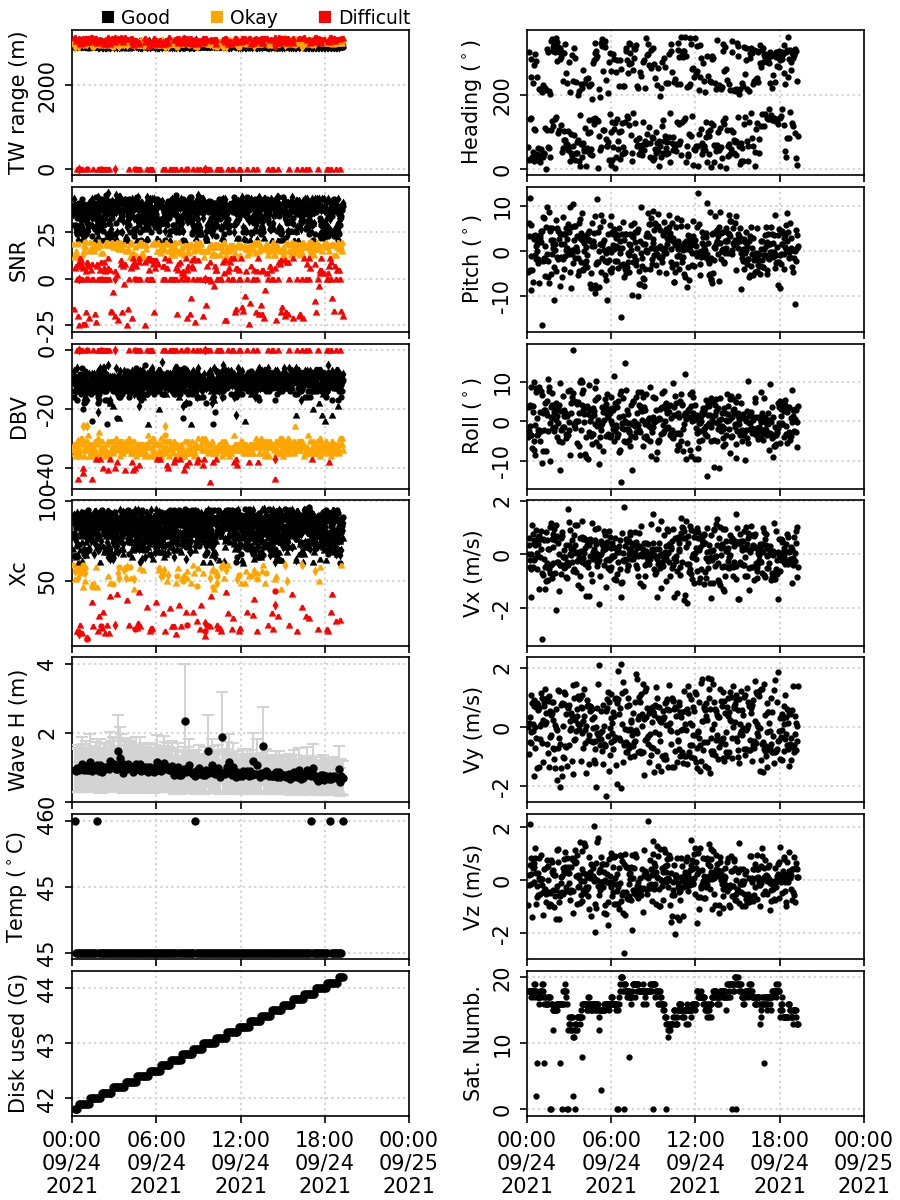 Good Okay Difficult
TW range (m)
2000
0
Heading (°)
200
0
SNR
25
0
-25
Pitch (°)
10
0
-10
DBV
0
-20
-40
Roll (°)
10
0
-10
Xc
100
50
Vx (m/s)
2
0
-2
Wave H (m)
4
2
0
Vy (m/s)
2
0
-2
Temp (°C)
46
45
45
Vz (m/s)
2
0
-2
Disk used (G)
44
43
42
Sat. Numb.
20
10
0
00:00 06:00 12:00 18:00 00:00 00:00 06:00 12:00 18:00 00:00
09/24 09/24 09/24 09/24 09/25 09/24 09/24 09/24 09/24 09/25
2021 2021 2021 2021 2021 2021 2021 2021 2021 2021